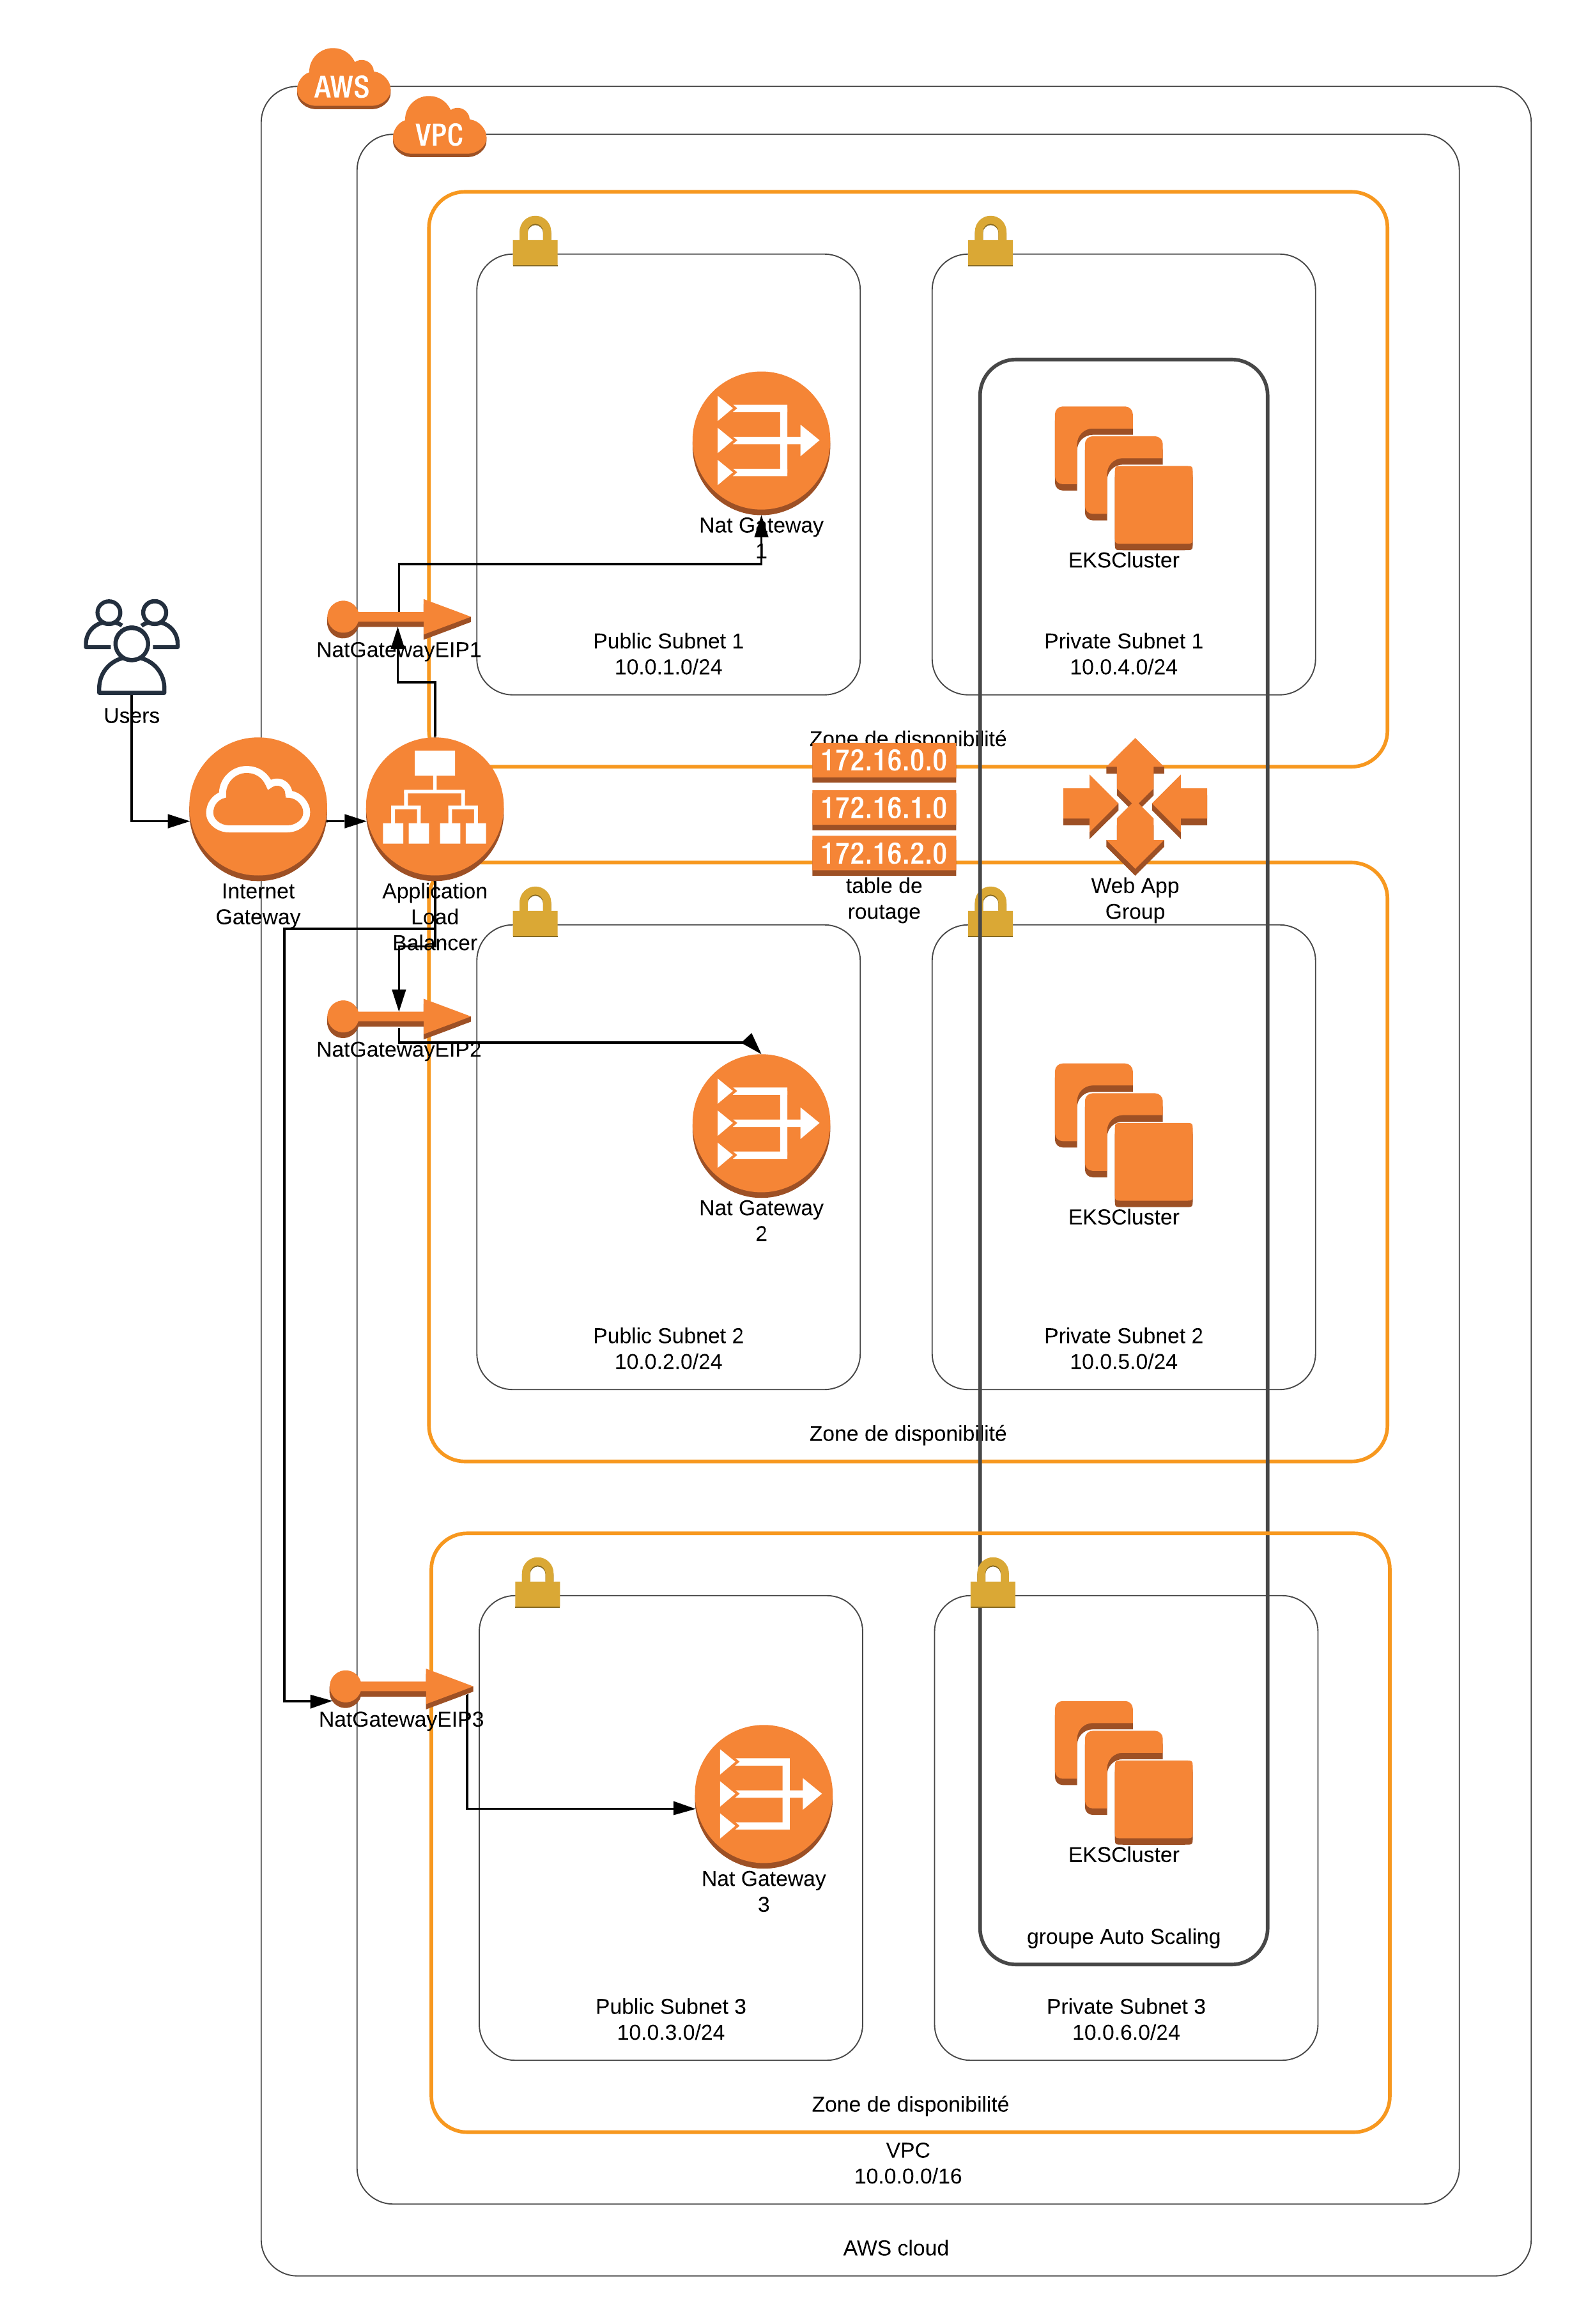 AWS
VPC
Nat Gateway
1
EKSCluster
NatGatewayEIP1
Public Subnet 1
10.0.1.0/24
Private Subnet 1
10.0.4.0/24
Users
Zone de disponibilité
172.16.0.0
172.16.1.0
172.16.2.0
table de
routage
Web App
Group
Internet
Gateway
Application
Load
Balancer
NatGatewayEIP2
Nat Gateway
2
EKSCluster
Public Subnet 2
10.0.2.0/24
Private Subnet 2
10.0.5.0/24
Zone de disponibilité
NatGatewayEIP3
Nat Gateway
3
EKSCluster
groupe Auto Scaling
Public Subnet 3
10.0.3.0/24
Private Subnet 3
10.0.6.0/24
Zone de disponibilité
VPC
10.0.0.0/16
AWS cloud